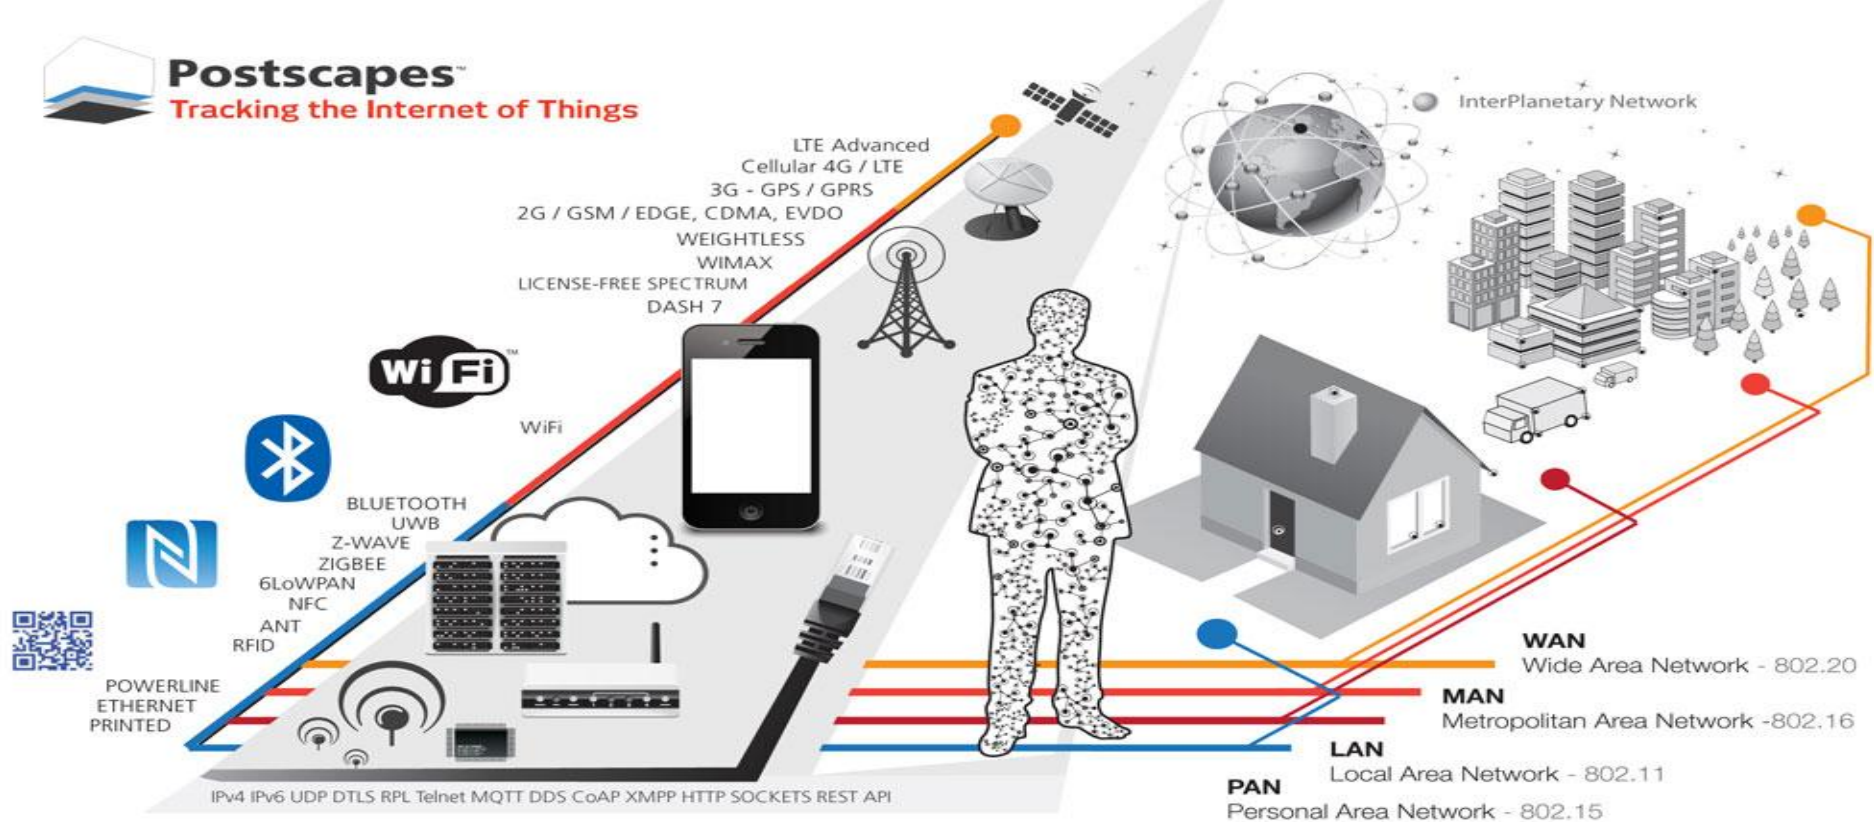 Postscapes™
Tracking the Internet of Things
InterPlanetary Network
LTE Advanced
Cellular 4G / LTE
3G - GPS / GPRS
2G / GSM / EDGE, CDMA, EVDO
WEIGHTLESS
WIMAX
LICENSE-FREE SPECTRUM
DASH 7
WiFi™
WiFi
BLUETOOTH
UWB
Z-WAVE
ZIGBEE
6LoWPAN
NFC
ANT
RFID
POWERLINE
ETHERNET
PRINTED
IPv4 IPv6 UDP DTLS RPL Telnet MQTT DDS CoAP XMPP HTTP SOCKETS REST API
WAN
Wide Area Network - 802.20
MAN
Metropolitan Area Network -802.16
LAN
Local Area Network - 802.11
PAN
Personal Area Network - 802.15